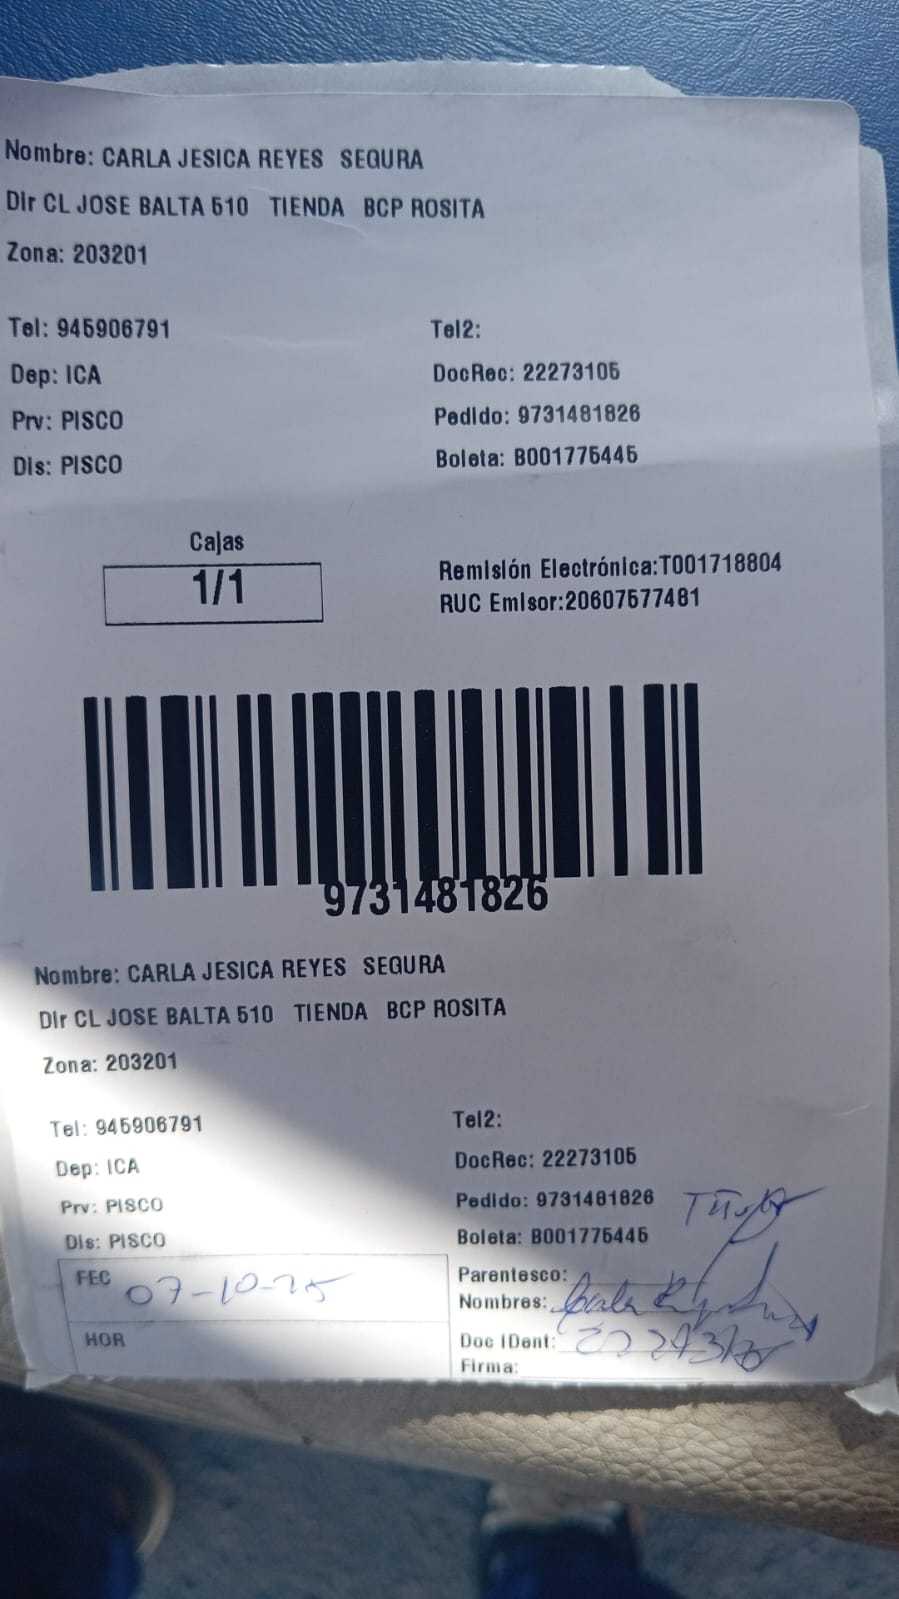 Nombre: CARLA JESICA REYES SEGURA
Dir CL JOSE BALTA 510 TIENDA BCP ROSITA
Zona: 203201
Tel: 945906791 Tel2:
Dep: ICA DocRec: 22273105
Prv: PISCO Pedido: 9731481826
Dis: PISCO Boleta: B001775445
Cajas
1/1
Remisión Electrónica:T001718804
RUC Emisor:20607577481
9731481826
Nombre: CARLA JESICA REYES SEGURA
Dir CL JOSE BALTA 510 TIENDA BCP ROSITA
Zona: 203201
Tel: 945906791 Tel2:
Dep: ICA DocRec: 22273105
Prv: PISCO Pedido: 9731481826
Dis: PISCO Boleta: B001775445
FEC 07-10-25 Parentesco:
Nombres: Carla
HOR Doc IDent: 22273105
Firma: